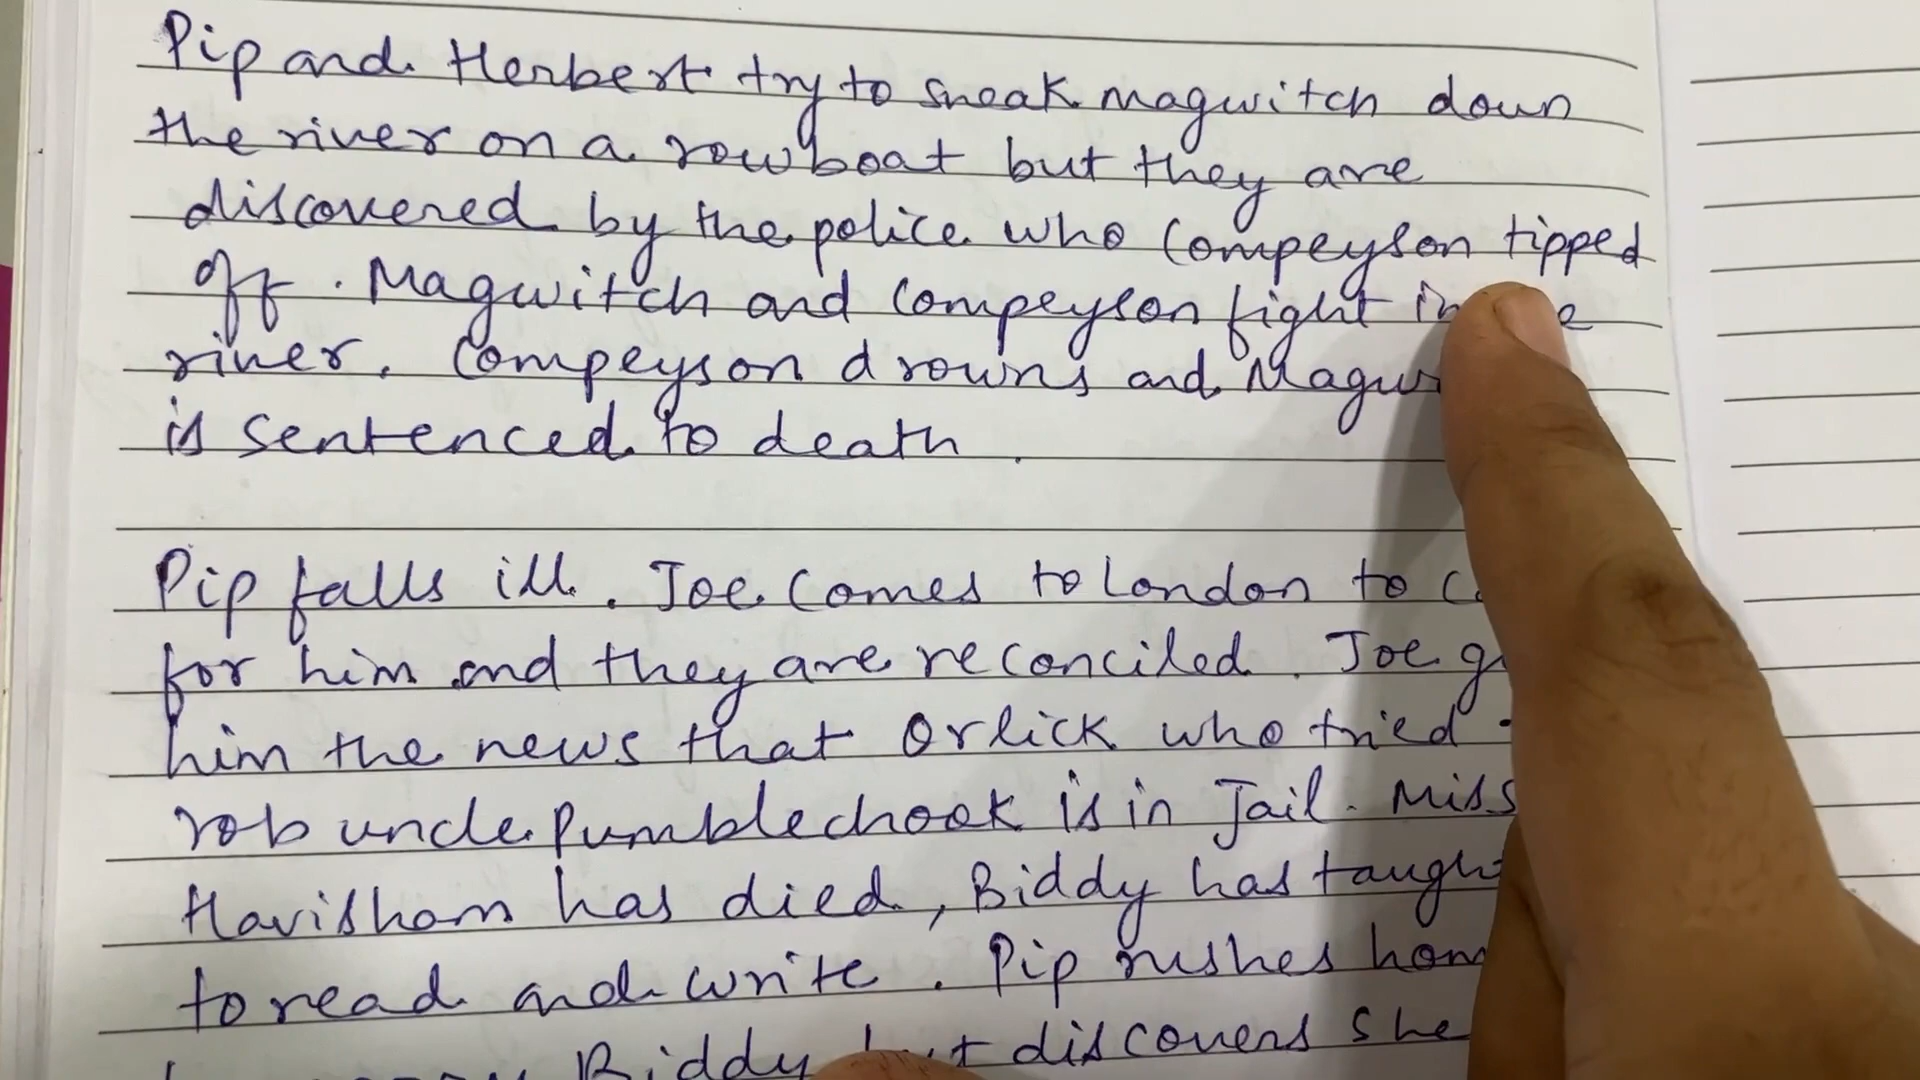 Pip and Herbert try to sneak magwitch down
the river on a rowboat but they are
discovered by the police who Compeyson tipped
off. Magwitch and Compeyson fight in
river. Compeyson drowns and
is sentenced to death.
Pip falls ill. Joe comes to London to
for him and they are reconciled. Joe
him the news that Orlick who tried
rob uncle Pumblechook is in Jail. Miss
Havisham has died, Biddy has taught
to read and write. Pip rushes
Biddy but discovers she